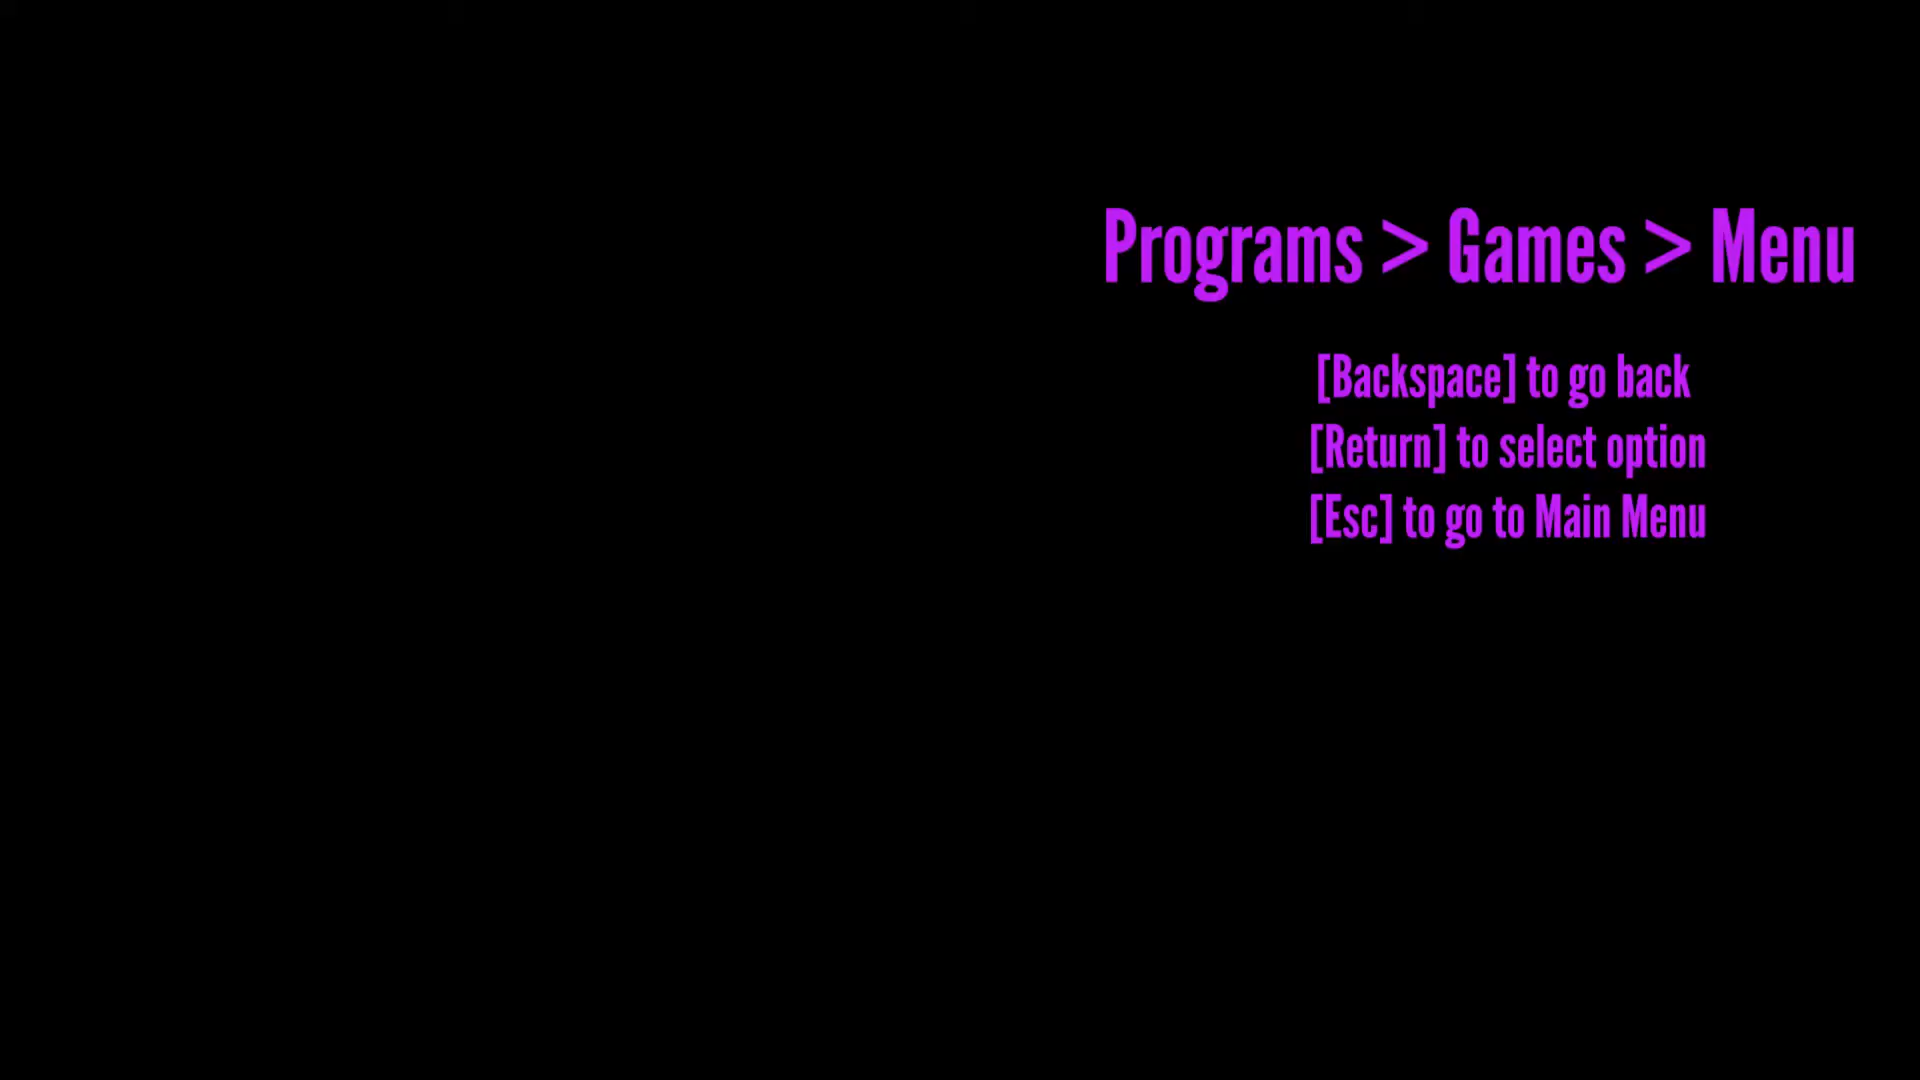 Programs > Games > Menu
[Backspace] to go back
[Return] to select option
[Esc] to go to Main Menu